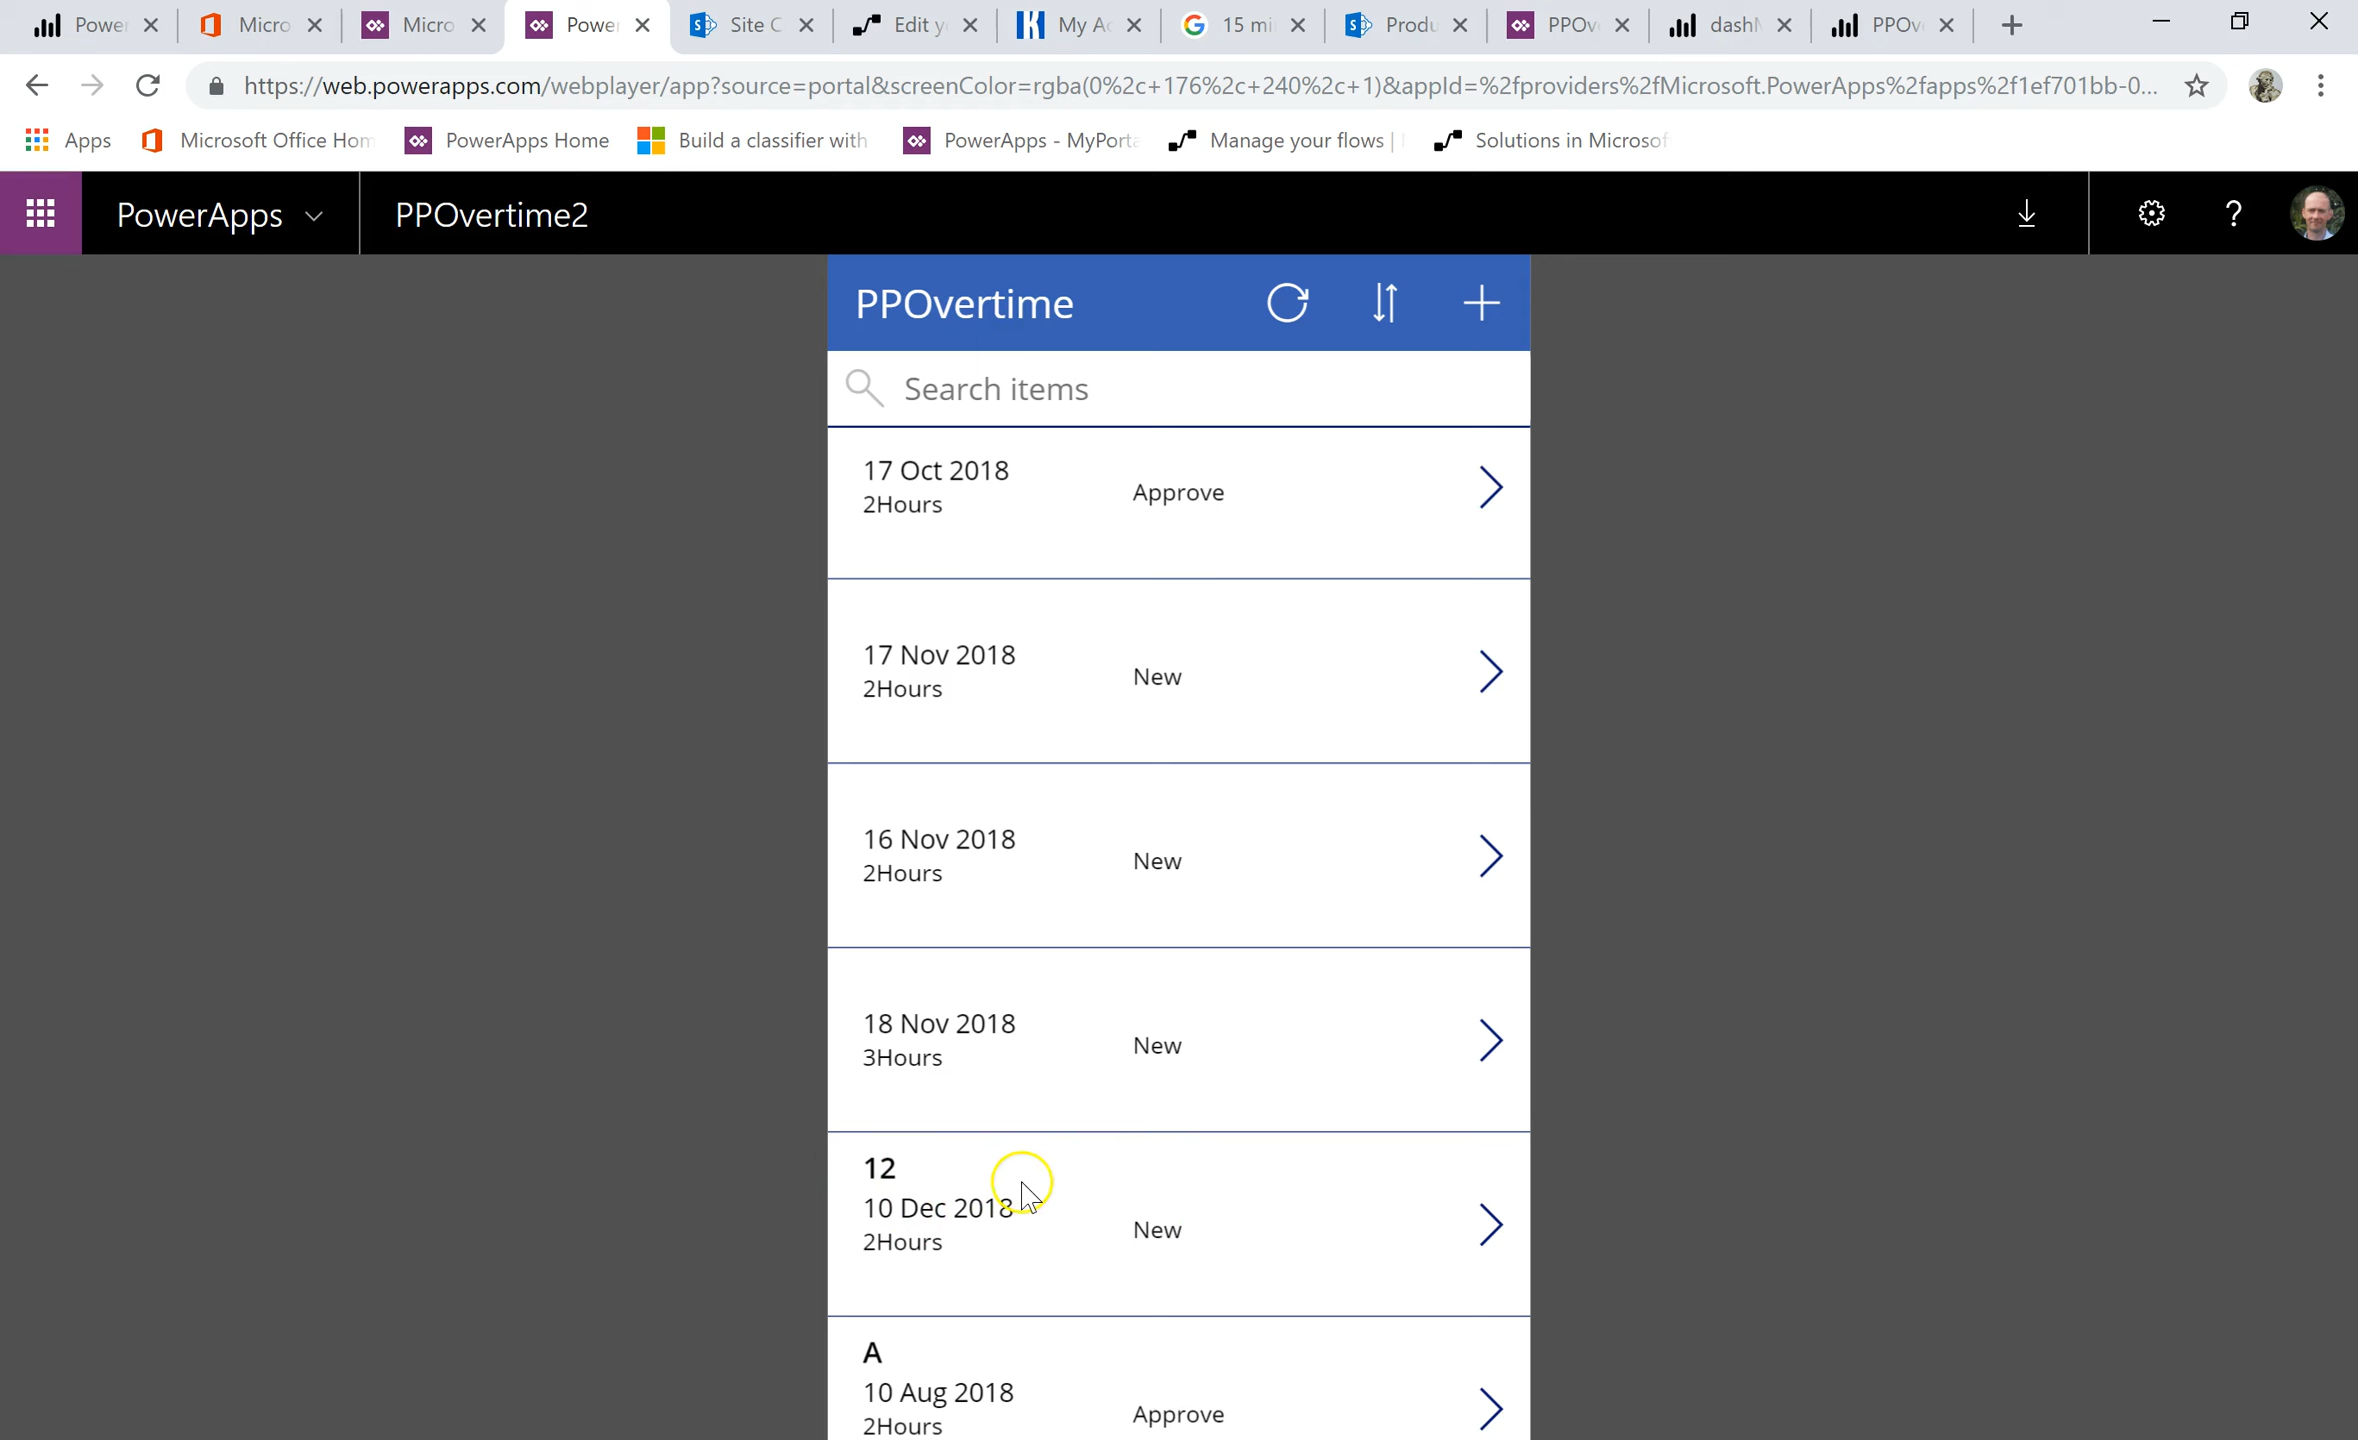 Power
Micro
Micro
Power
Site C
Edit y
My Ac
15 mi
Produ
PPOv
dash
PPOv
https://web.powerapps.com/webplayer/app?source=portal&screenColor=rgba(0%2c+176%2c+240%2c+1)&appId=%2fproviders%2fMicrosoft.PowerApps%2fapps%2f1ef701bb-0...
Apps
Microsoft Office Hom
PowerApps Home
Build a classifier with
PowerApps - MyPorta
Manage your flows |
Solutions in Microsof
PowerApps
PPOvertime2
?
PPOvertime
Search items
17 Oct 2018
2Hours
Approve
17 Nov 2018
2Hours
New
16 Nov 2018
2Hours
New
18 Nov 2018
3Hours
New
12
10 Dec 2018
2Hours
New
A
10 Aug 2018
2Hours
Approve